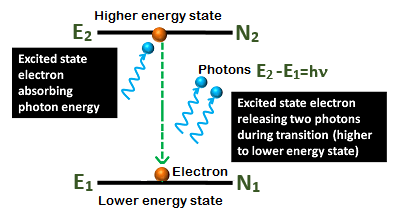 Higher energy state
E2 N2
Excited state
electron
absorbing
photon energy
Photons E2 -E1=hν
Excited state electron
releasing two photons
during transition (higher
to lower energy state)
Electron
E1 N1
Lower energy state